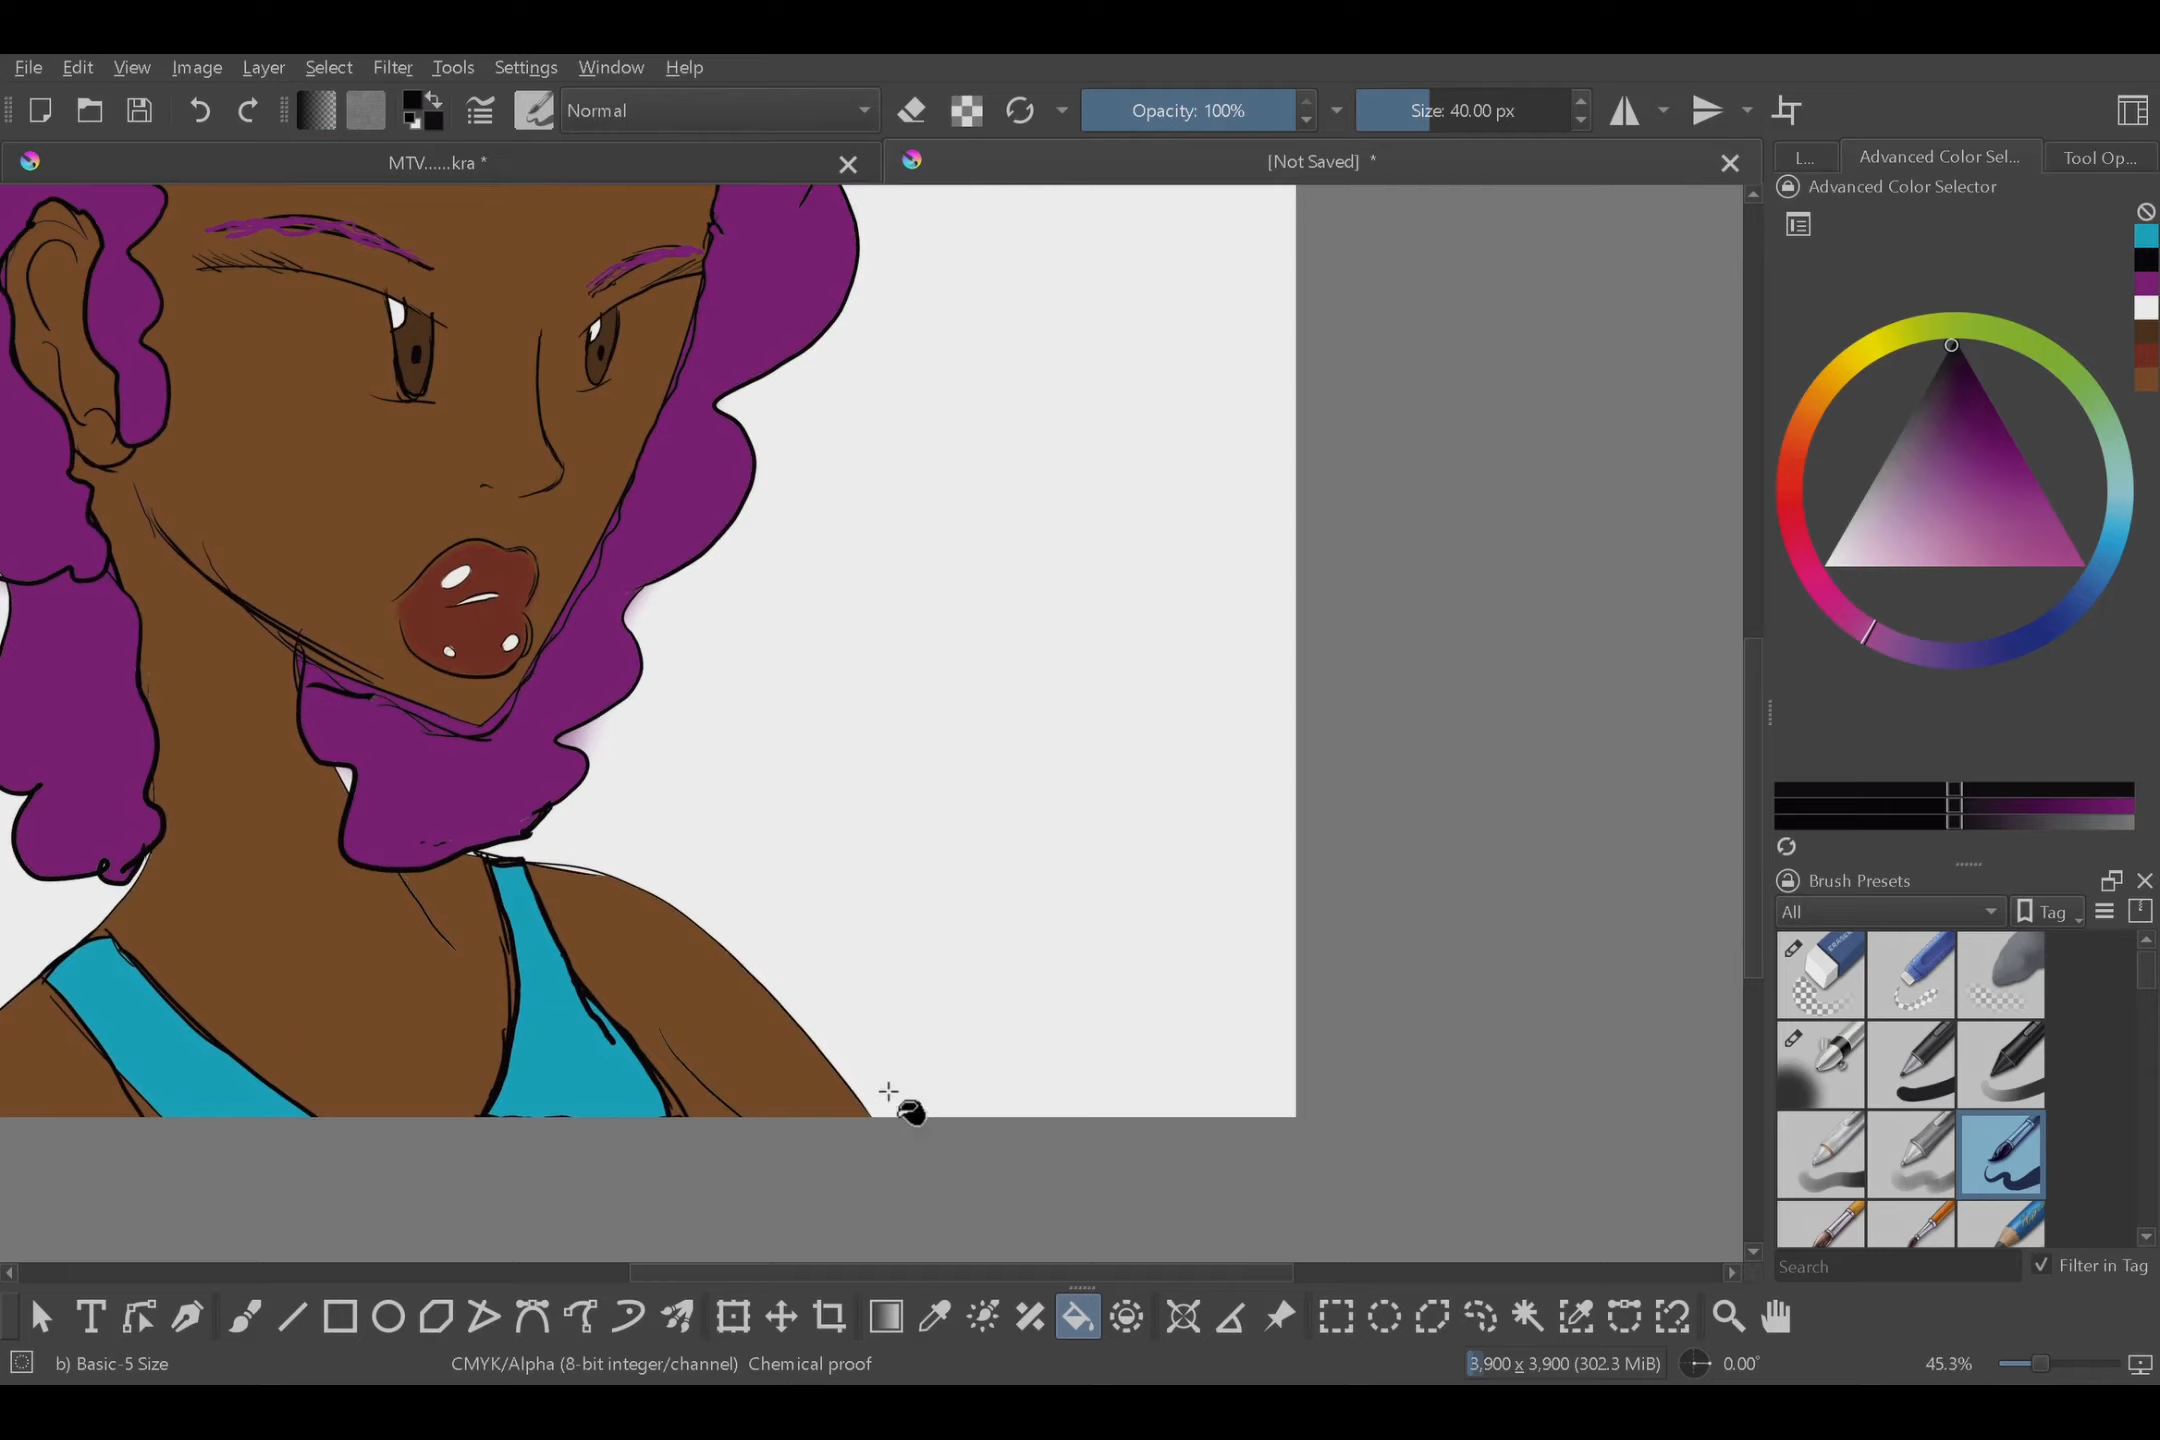 File Edit View Image Layer Select Filter Tools Settings Window Help
Normal Opacity: 100% Size: 40.00 px
MTV......kra * [Not Saved] * L... Advanced Color Sel... Tool Op...
Advanced Color Selector
Brush Presets
All Tag
Search Filter in Tag
b) Basic-5 Size CMYK/Alpha (8-bit integer/channel) Chemical proof 3,900 x 3,900 (302.3 MiB) 0.00° 45.3%